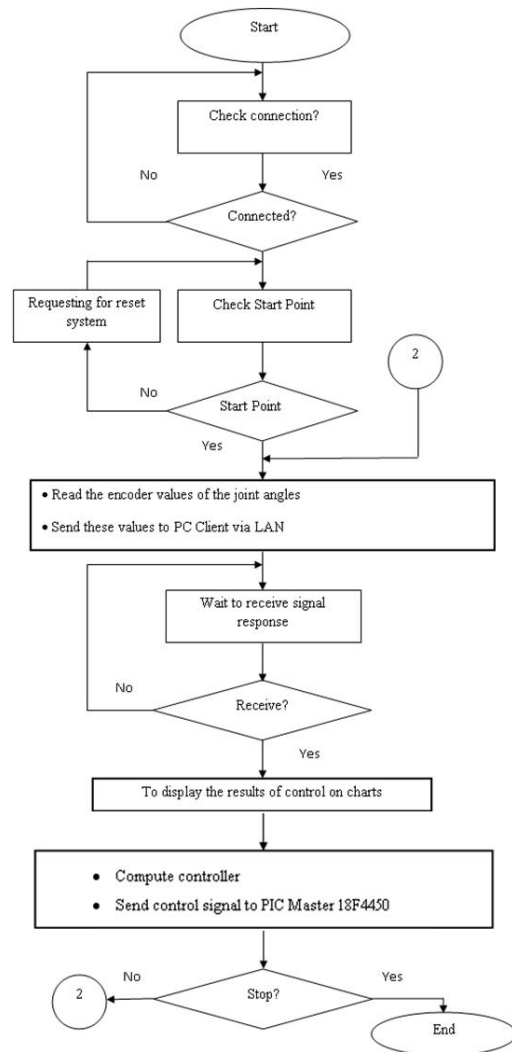 Start
Check connection?
No
Yes
Connected?
Requesting for reset
system
Check Start Point
2
No
Start Point
Yes
• Read the encoder values of the joint angles
• Send these values to PC Client via LAN
Wait to receive signal
response
No
Receive?
Yes
To display the results of control on charts
• Compute controller
• Send control signal to PIC Master 18F4450
No
Yes
2
Stop?
End